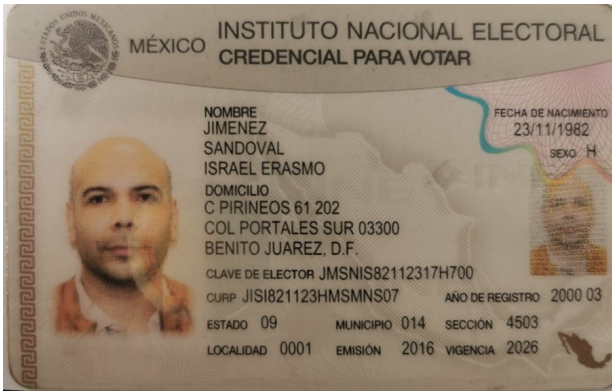 MÉXICO
INSTITUTO NACIONAL ELECTORAL
CREDENCIAL PARA VOTAR
NOMBRE
JIMENEZ
SANDOVAL
ISRAEL ERASMO
FECHA DE NACIMIENTO
23/11/1982
SEXO H
DOMICILIO
C PIRINEOS 61 202
COL PORTALES SUR 03300
BENITO JUAREZ, D.F.
CLAVE DE ELECTOR JMSNIS82112317H700
CURP JISI821123HMSMNS07 AÑO DE REGISTRO 2000 03
ESTADO 09 MUNICIPIO 014 SECCIÓN 4503
LOCALIDAD 0001 EMISIÓN 2016 VIGENCIA 2026